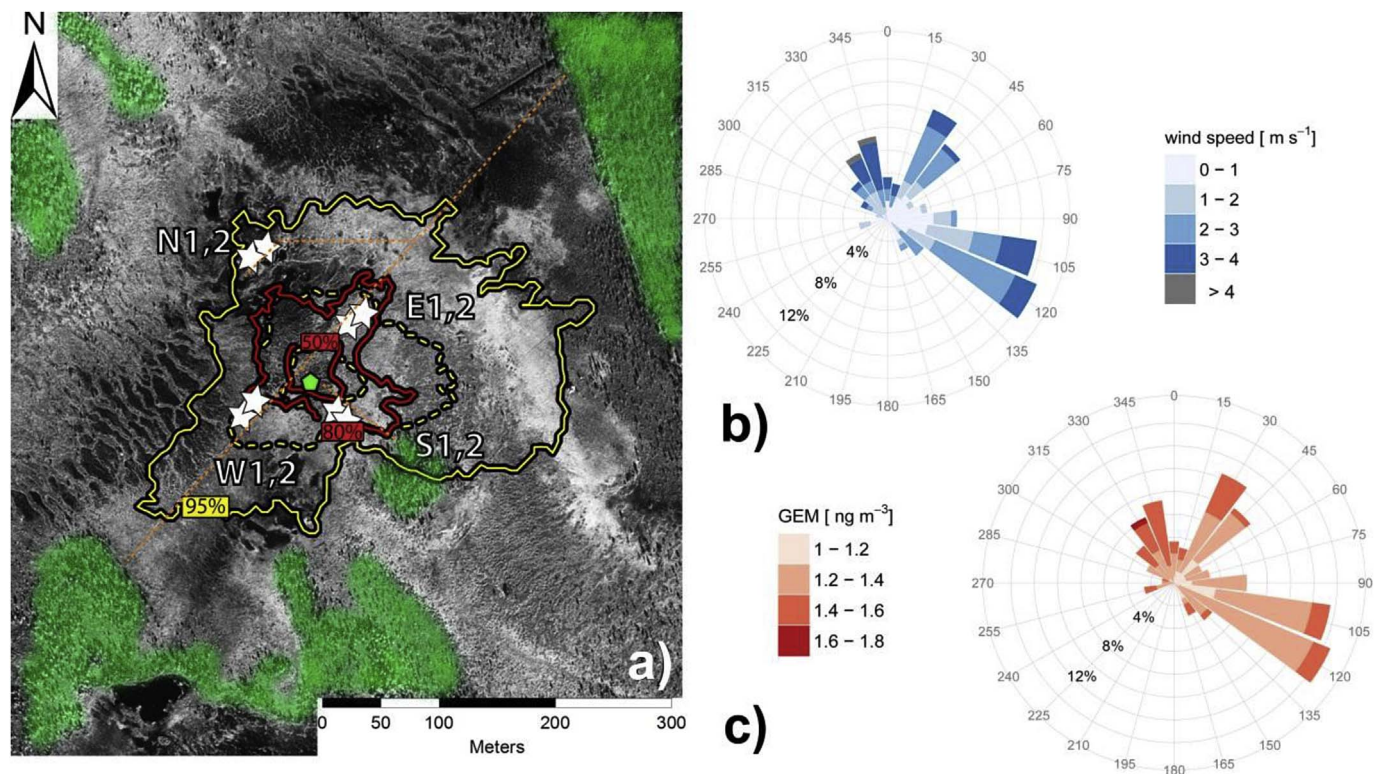 N
N1,2
E1,2
50%
80%
S1,2
W1,2
95%
a)
0 50 100 200 300
Meters
0
15
30
45
60
75
90
105
120
135
150
165
180
195
210
225
240
255
270
285
300
315
330
345
4%
8%
12%
wind speed [ m s⁻¹]
0 − 1
1 − 2
2 − 3
3 − 4
> 4
b)
0
15
30
45
60
75
90
105
120
135
150
165
180
195
210
225
240
255
270
285
300
315
330
345
4%
8%
12%
GEM [ ng m⁻³]
1 − 1.2
1.2 − 1.4
1.4 − 1.6
1.6 − 1.8
c)